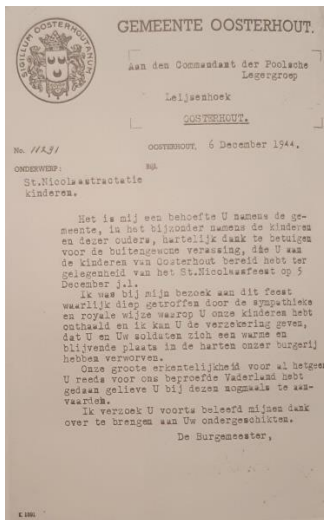 SIGILLUM OOSTERHOUTANUM
GEMEENTE OOSTERHOUT.
Aan den Commandant der Poolsche
Legergroep
Leijsenhoek
OOSTERHOUT.
No. 11291
OOSTERHOUT, 6 December 1944.
ONDERWERP:
Bijl.
St.Nicolaastractatie
kinderen.
Het is mij een behoefte U namens de ge-
meente, in het bijzonder namens de kinderen
en dezer ouders, hartelijk dank te betuigen
voor de buitengewone verassing, die U aan
de kinderen van Oosterhout bereid hebt ter
gelegenheid van het St.Nicolaasfeest op 5
December j.l.
Ik was bij mijn bezoek aan dit feest
waarlijk diep getroffen door de sympathieke
en royale wijze waarop U onze kinderen hebt
onthaald en ik kan U de verzekering geven,
dat U en Uw soldaten zich een warme en
blijvende plaats in de harten onzer burgerij
hebben verworven.
Onze groote erkentelijkheid voor al hetgeen
U reeds voor ons beproefde Vaderland hebt
gedaan gelieve U bij dezen nogmaals te aan-
vaarden.
Ik verzoek U voorts beleefd mijnen dank
over te brengen aan Uw ondergeschikten.
De Burgemeester,